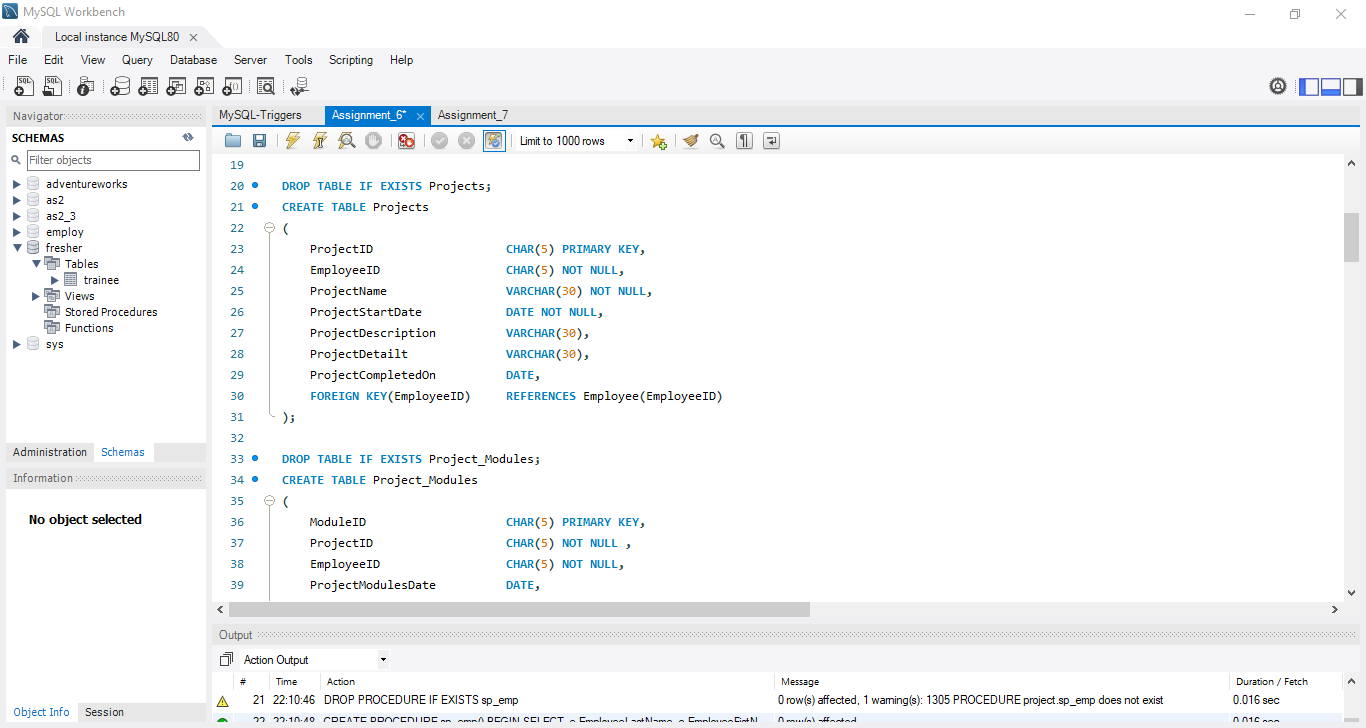 MySQL Workbench
Local instance MySQL80
File Edit View Query Database Server Tools Scripting Help
Navigator
SCHEMAS
Filter objects
adventureworks
as2
as2_3
employ
fresher
Tables
trainee
Views
Stored Procedures
Functions
sys
Administration Schemas
Information
No object selected
Object Info Session
MySQL-Triggers Assignment_6* Assignment_7
Limit to 1000 rows
19
20 DROP TABLE IF EXISTS Projects;
21 CREATE TABLE Projects
22 (
23 ProjectID CHAR(5) PRIMARY KEY,
24 EmployeeID CHAR(5) NOT NULL,
25 ProjectName VARCHAR(30) NOT NULL,
26 ProjectStartDate DATE NOT NULL,
27 ProjectDescription VARCHAR(30),
28 ProjectDetailt VARCHAR(30),
29 ProjectCompletedOn DATE,
30 FOREIGN KEY(EmployeeID) REFERENCES Employee(EmployeeID)
31 );
32
33 DROP TABLE IF EXISTS Project_Modules;
34 CREATE TABLE Project_Modules
35 (
36 ModuleID CHAR(5) PRIMARY KEY,
37 ProjectID CHAR(5) NOT NULL ,
38 EmployeeID CHAR(5) NOT NULL,
39 ProjectModulesDate DATE,
Output
Action Output
# Time Action Message Duration / Fetch
21 22:10:46 DROP PROCEDURE IF EXISTS sp_emp 0 row(s) affected, 1 warning(s): 1305 PROCEDURE project.sp_emp does not exist 0.016 sec
22 22:10:48 CREATE PROCEDURE sp_emp() BEGIN SELECT 0 row(s) affected 0.016 sec